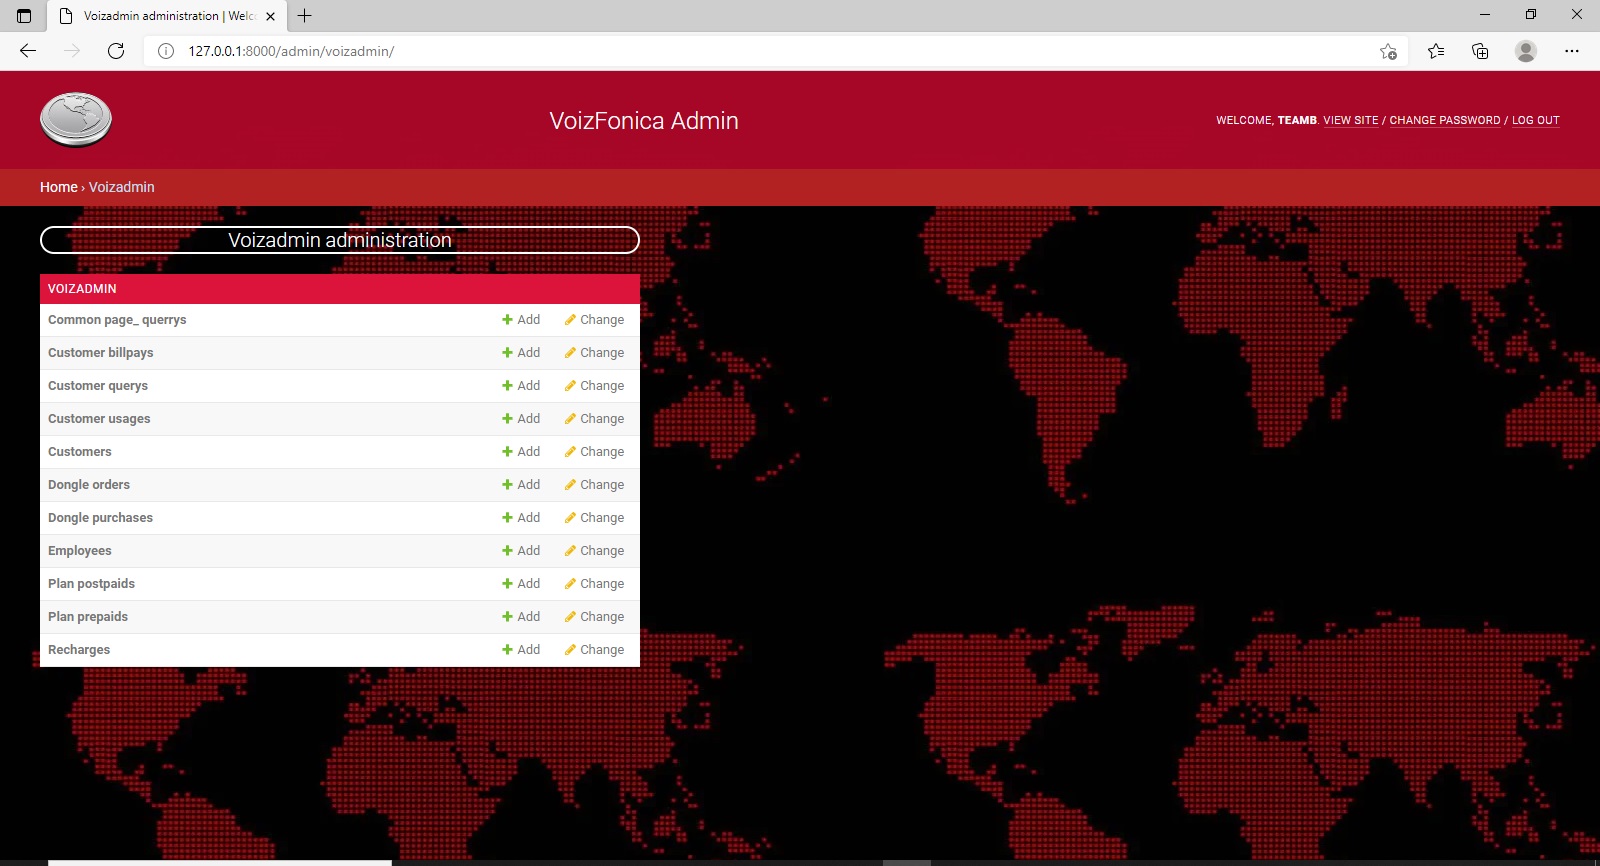 Voizadmin administration | Welc
127.0.0.1:8000/admin/voizadmin/
VoizFonica Admin
WELCOME, TEAMB. VIEW SITE / CHANGE PASSWORD / LOG OUT
Home › Voizadmin
Voizadmin administration
VOIZADMIN
Common page_ querrys Add Change
Customer billpays Add Change
Customer querys Add Change
Customer usages Add Change
Customers Add Change
Dongle orders Add Change
Dongle purchases Add Change
Employees Add Change
Plan postpaids Add Change
Plan prepaids Add Change
Recharges Add Change